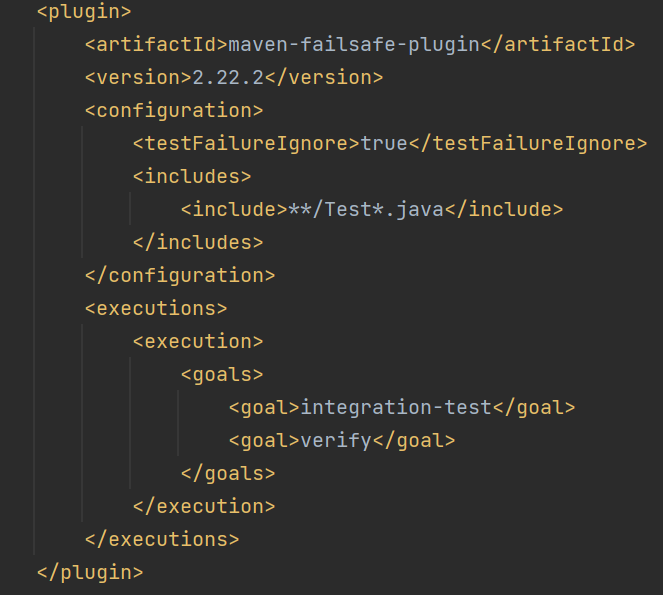 <plugin>
    <artifactId>maven-failsafe-plugin</artifactId>
    <version>2.22.2</version>
    <configuration>
        <testFailureIgnore>true</testFailureIgnore>
        <includes>
            <include>**/Test*.java</include>
        </includes>
    </configuration>
    <executions>
        <execution>
            <goals>
                <goal>integration-test</goal>
                <goal>verify</goal>
            </goals>
        </execution>
    </executions>
</plugin>